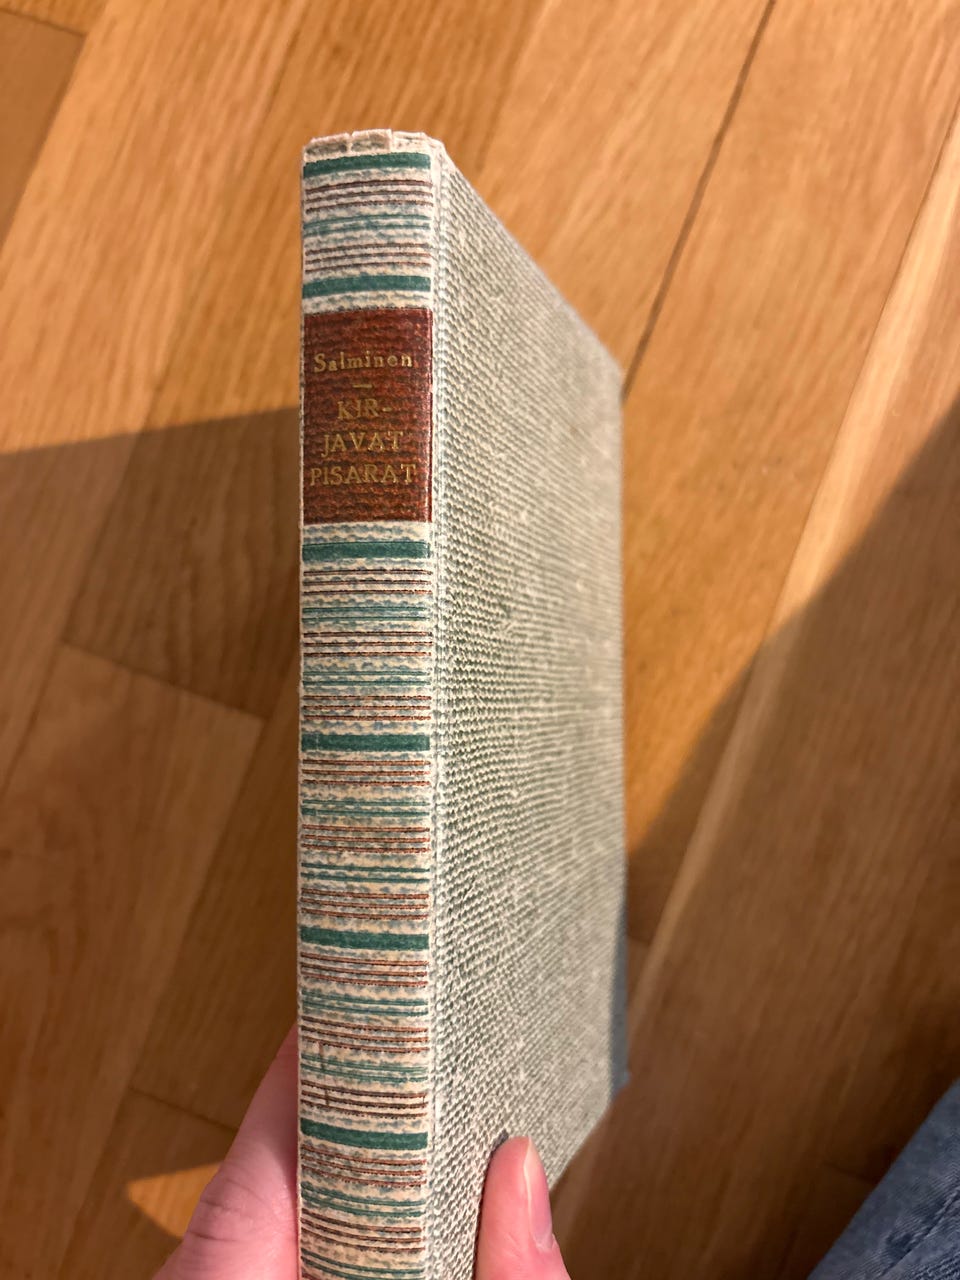 Salminen
KIR-
JAVAT
PISARAT